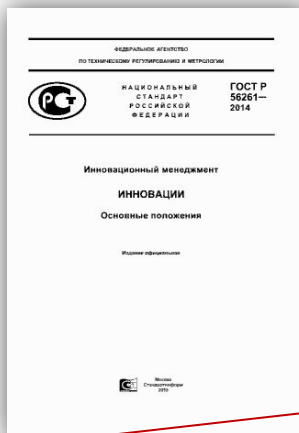 ФЕДЕРАЛЬНОЕ АГЕНТСТВО
ПО ТЕХНИЧЕСКОМУ РЕГУЛИРОВАНИЮ И МЕТРОЛОГИИ
НАЦИОНАЛЬНЫЙ
СТАНДАРТ
РОССИЙСКОЙ
ФЕДЕРАЦИИ
ГОСТ Р
56261—
2014
Инновационный менеджмент
ИННОВАЦИИ
Основные положения
Издание официальное
Москва
Стандартинформ